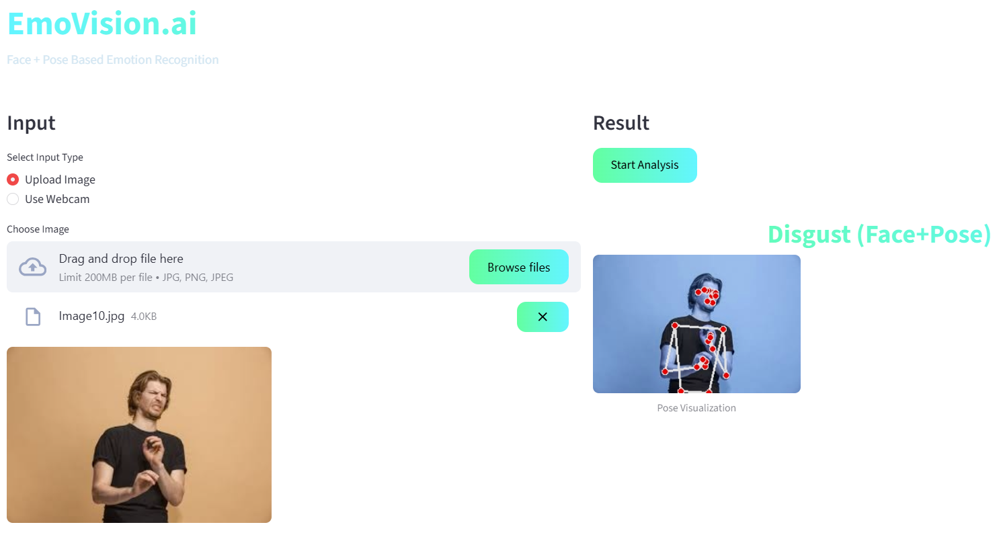 EmoVision.ai
Face + Pose Based Emotion Recognition
Input
Select Input Type
Upload Image
Use Webcam
Choose Image
Drag and drop file here
Limit 200MB per file • JPG, PNG, JPEG
Browse files
Image10.jpg 4.0KB
Result
Start Analysis
Disgust (Face+Pose)
Pose Visualization